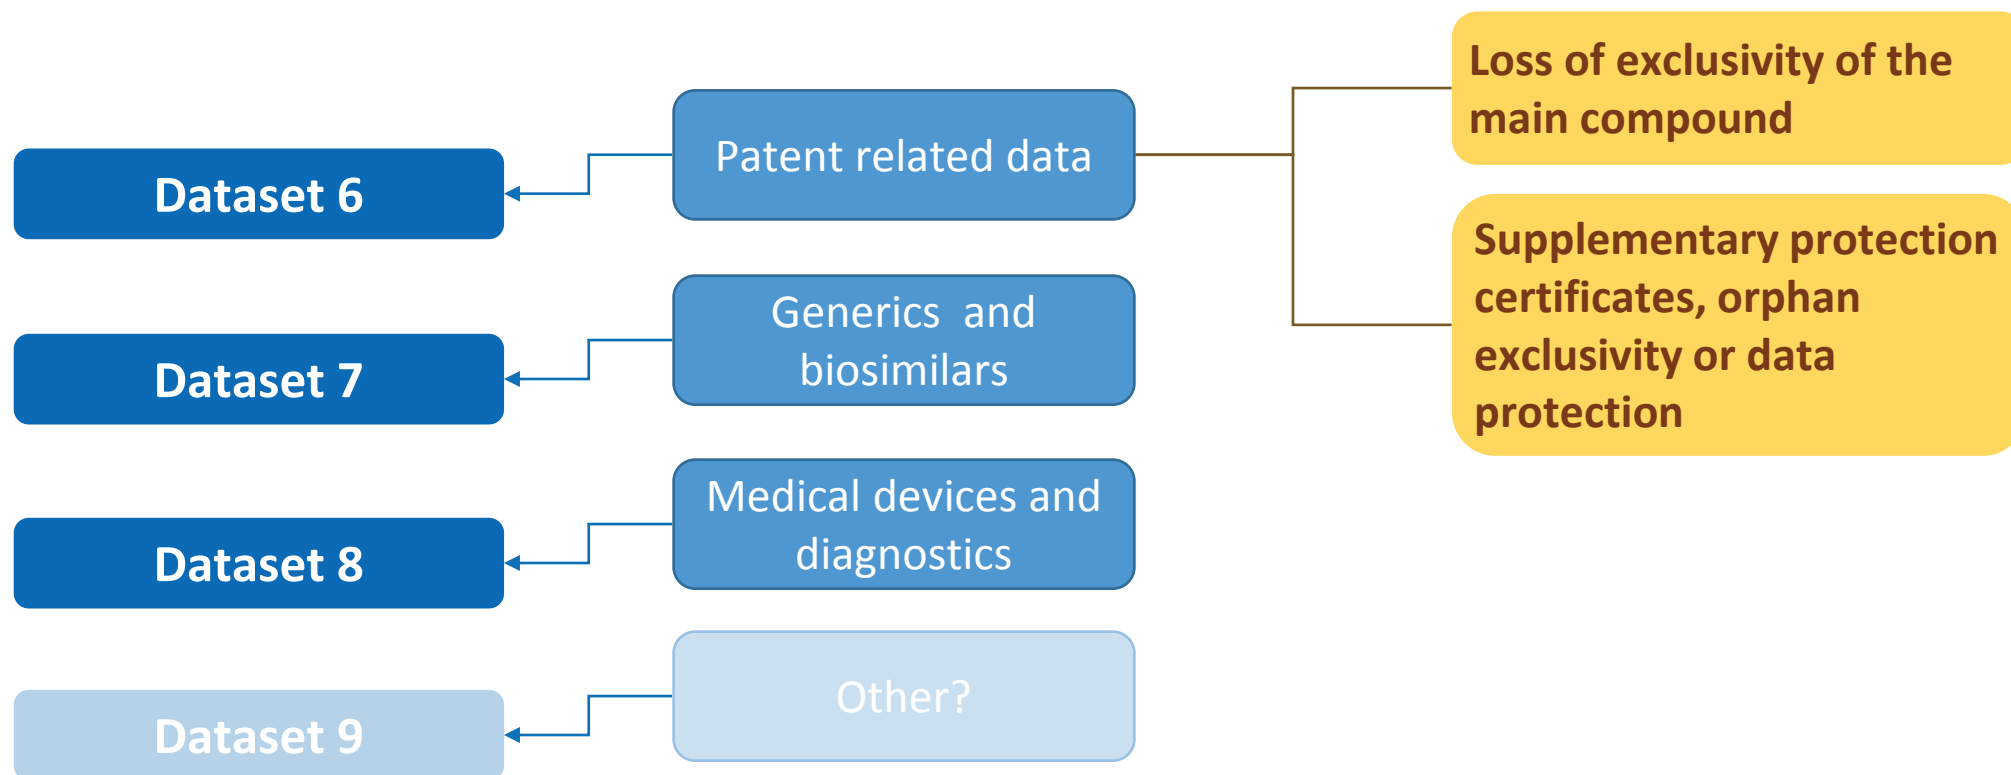 Dataset 6
Patent related data
Loss of exclusivity of the
main compound
Supplementary protection
certificates, orphan
exclusivity or data
protection
Dataset 7
Generics  and
biosimilars
Dataset 8
Medical devices and
diagnostics
Dataset 9
Other?